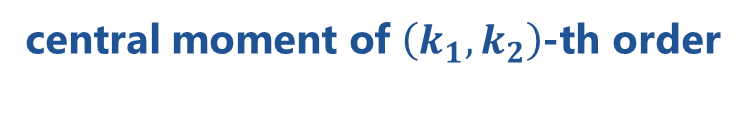 central moment of (k₁, k₂)-th order